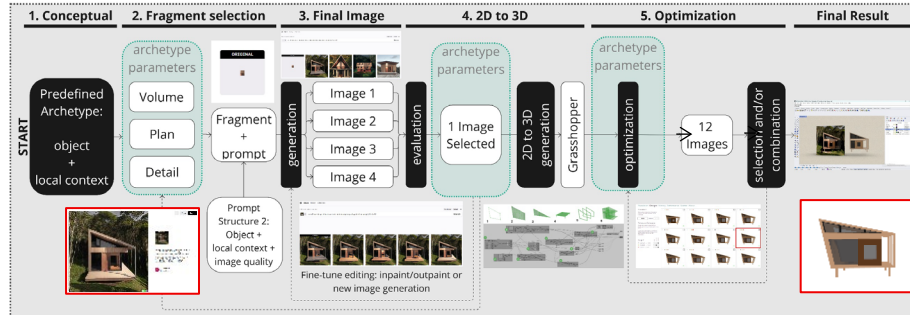 1. Conceptual
2. Fragment selection
3. Final Image
4. 2D to 3D
5. Optimization
Final Result
START
Predefined
Archetype:
object
+
local context
archetype
parameters
Volume
Plan
Detail
ORIGINAL
Fragment
+
prompt
Prompt
Structure 2:
Object +
local context +
image quality
generation
Image 1
Image 2
Image 3
Image 4
Fine-tune editing: inpaint/outpaint or
new image generation
evaluation
archetype
parameters
1 Image
Selected
2D to 3D
generation
Grasshopper
archetype
parameters
optimization
12
Images
selection, and/or
combination